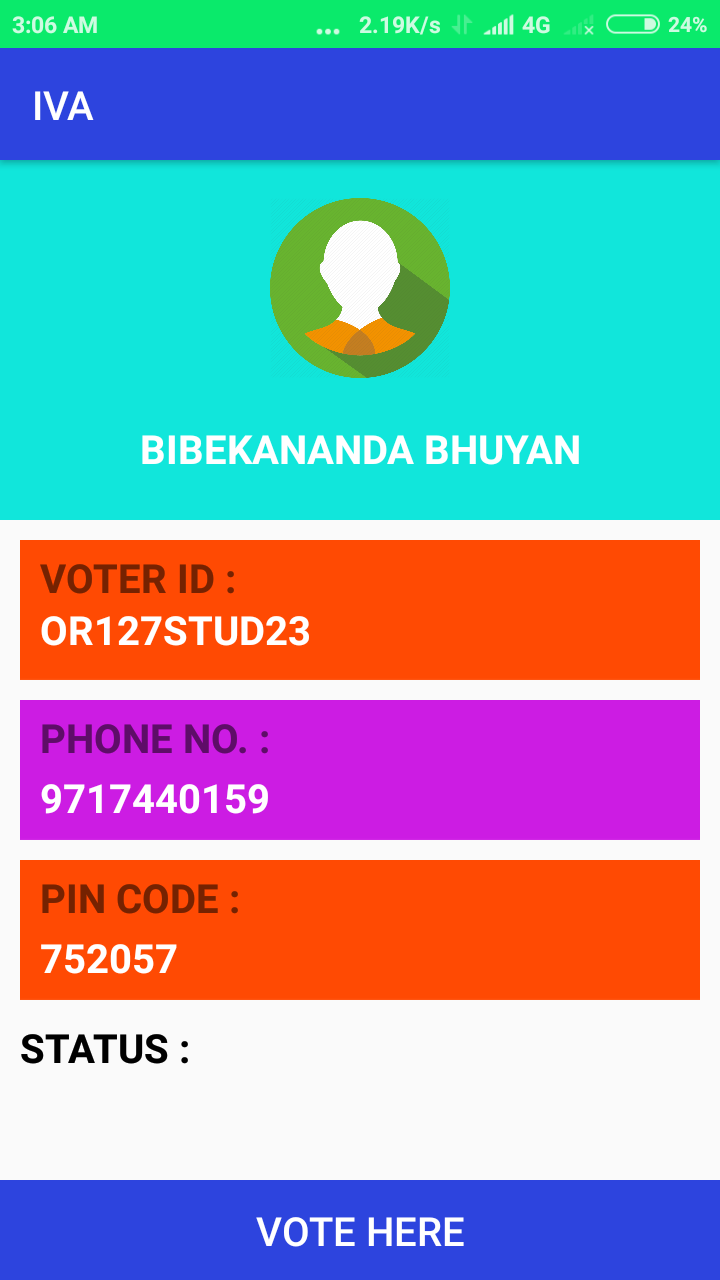 3:06 AM ... 2.19K/s 4G 24%
IVA
BIBEKANANDA BHUYAN
VOTER ID :
OR127STUD23
PHONE NO. :
9717440159
PIN CODE :
752057
STATUS :
VOTE HERE